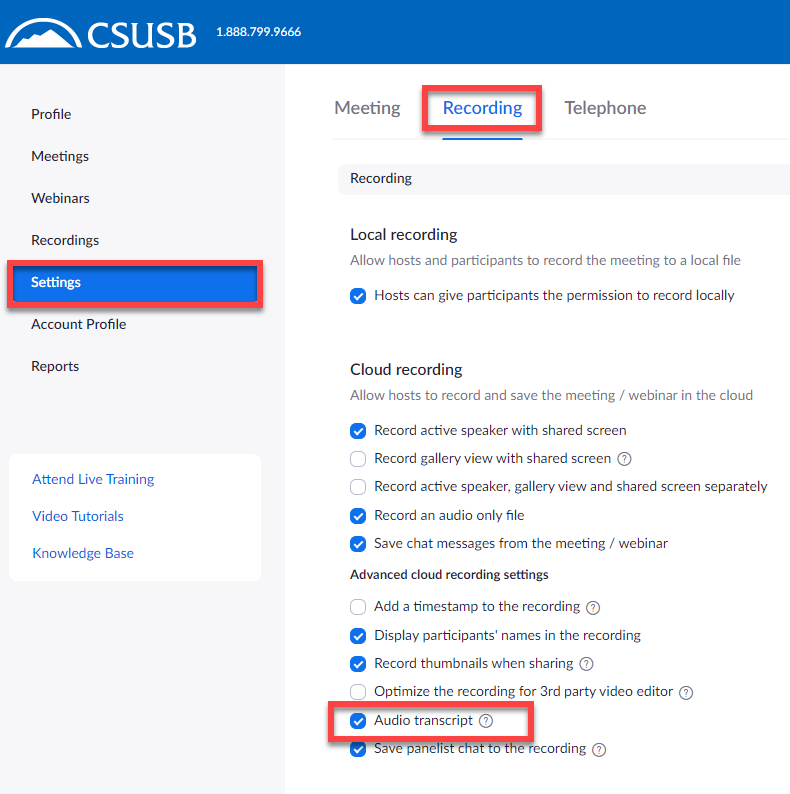 CSUSB 1.888.799.9666
Profile
Meetings
Webinars
Recordings
Settings
Account Profile
Reports
Attend Live Training
Video Tutorials
Knowledge Base
Meeting Recording Telephone
Recording
Local recording
Allow hosts and participants to record the meeting to a local file
Hosts can give participants the permission to record locally
Cloud recording
Allow hosts to record and save the meeting / webinar in the cloud
Record active speaker with shared screen
Record gallery view with shared screen ?
Record active speaker, gallery view and shared screen separately
Record an audio only file
Save chat messages from the meeting / webinar
Advanced cloud recording settings
Add a timestamp to the recording ?
Display participants' names in the recording
Record thumbnails when sharing ?
Optimize the recording for 3rd party video editor ?
Audio transcript ?
Save panelist chat to the recording ?